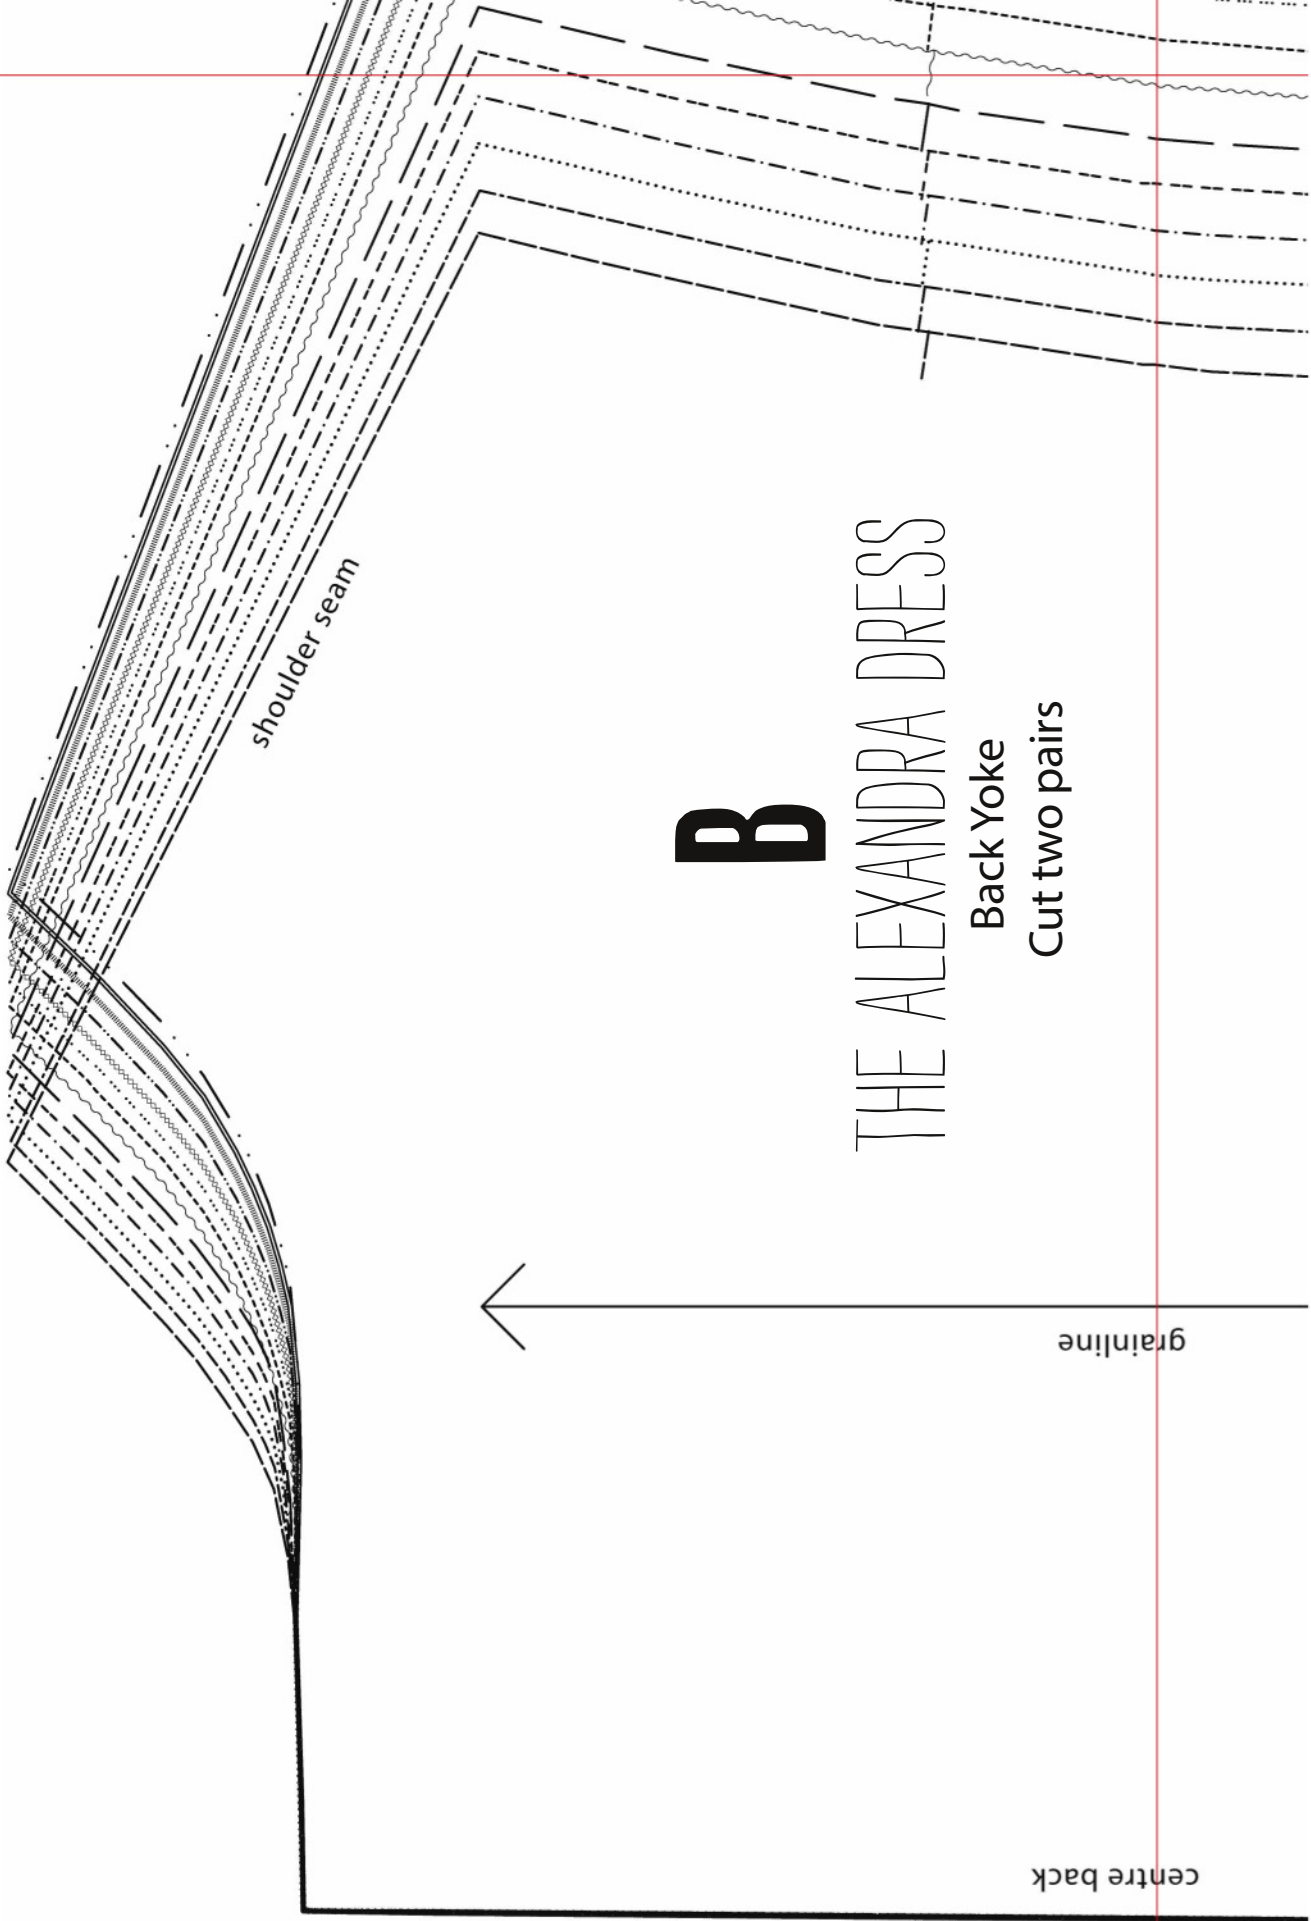 shoulder seam
B
THE ALEXANDRA DRESS
Back Yoke
Cut two pairs
grainline
centre back